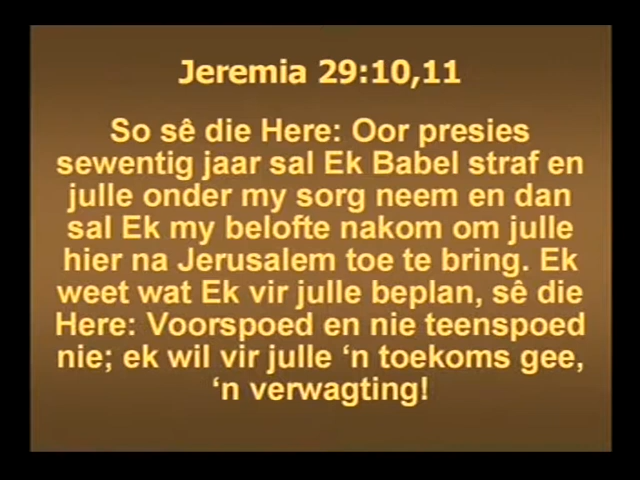 Jeremia 29:10,11
So sê die Here: Oor presies
sewentig jaar sal Ek Babel straf en
julle onder my sorg neem en dan
sal Ek my belofte nakom om julle
hier na Jerusalem toe te bring. Ek
weet wat Ek vir julle beplan, sê die
Here: Voorspoed en nie teenspoed
nie; ek wil vir julle ‘n toekoms gee,
‘n verwagting!